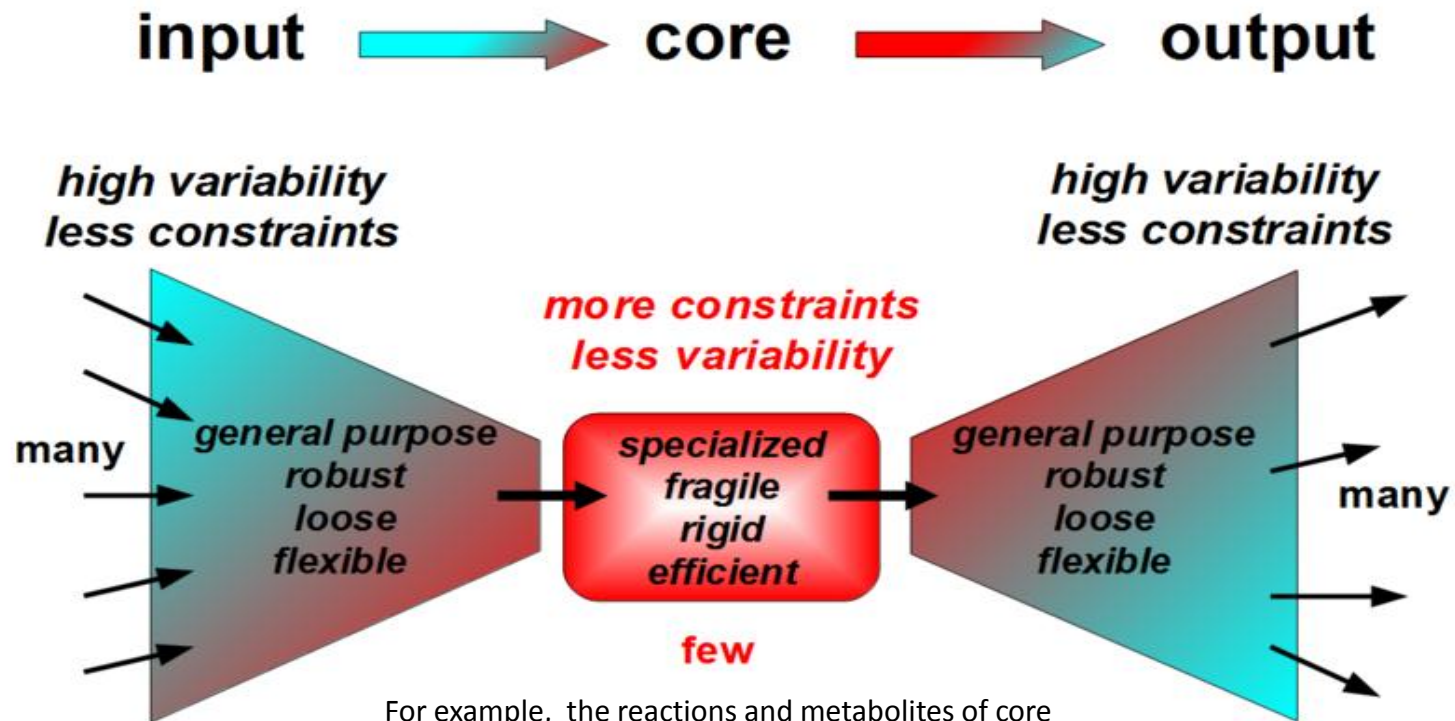 input core output
high variability
less constraints
high variability
less constraints
more constraints
less variability
many
general purpose
robust
loose
flexible
specialized
fragile
rigid
efficient
general purpose
robust
loose
flexible
many
few
For example, the reactions and metabolites of core